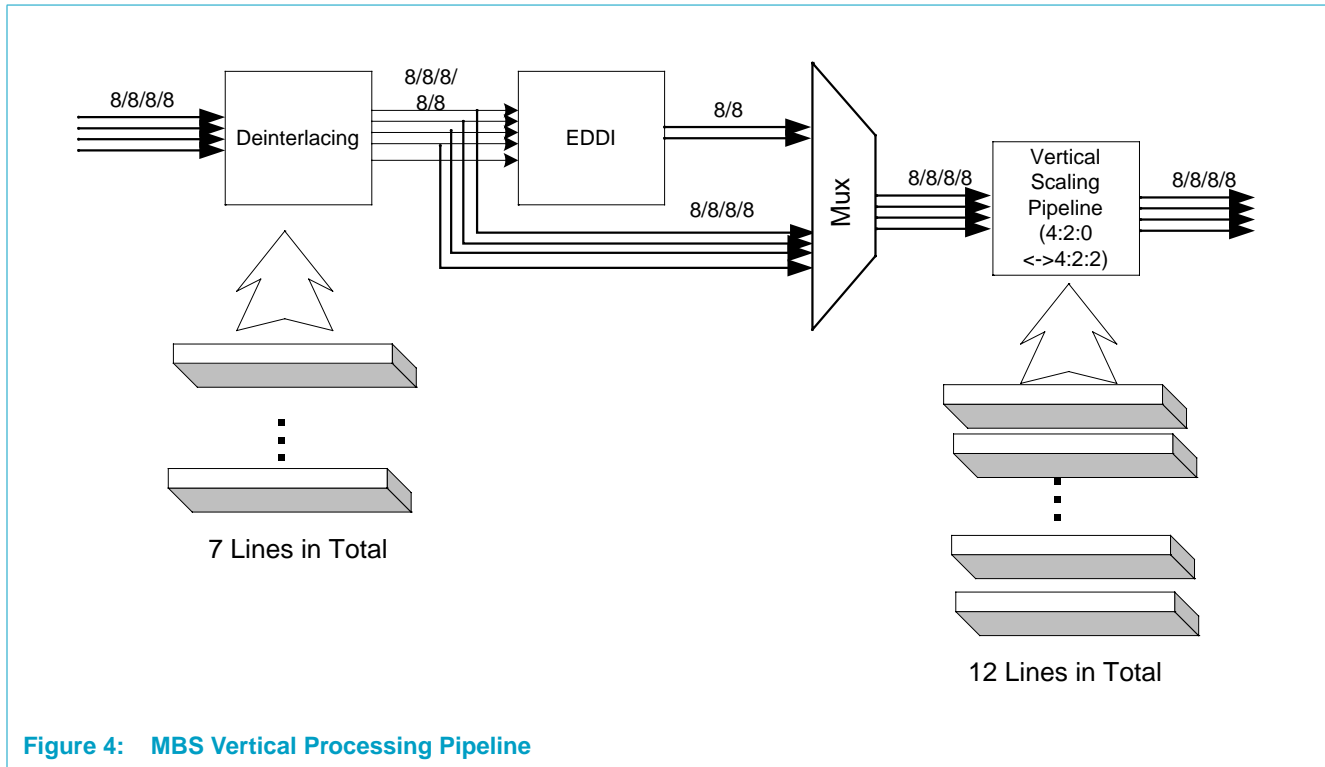 8/8/8/8
Deinterlacing
8/8/8/
8/8
EDDI
8/8
8/8/8/8
Mux
8/8/8/8
Vertical
Scaling
Pipeline
(4:2:0
<->4:2:2)
8/8/8/8
7 Lines in Total
12 Lines in Total
Figure 4: MBS Vertical Processing Pipeline